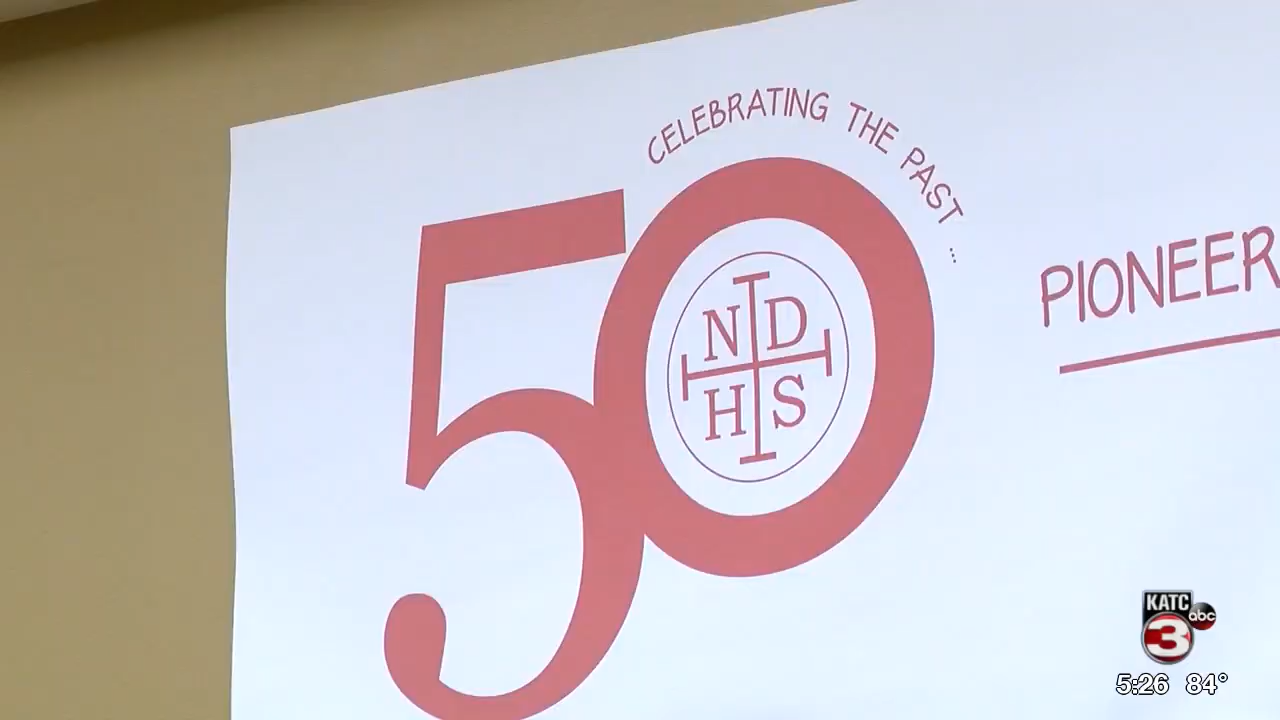 CELEBRATING THE PAST ...
50
N D
H S
PIONEER
KATC
abc
3
5:26 84°